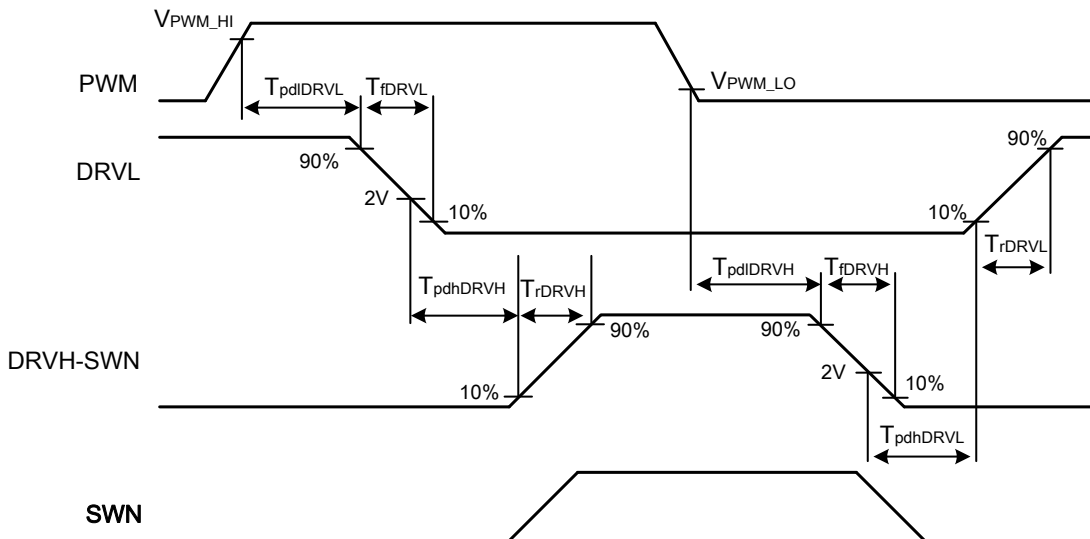 VPWM_HI
PWM
TpdlDRVL
TfDRVL
VPWM_LO
DRVL
90%
2V
10%
90%
10%
TrDRVL
TpdhDRVH
TrDRVH
TpdlDRVH
TfDRVH
DRVH-SWN
10%
90%
90%
2V
10%
TpdhDRVL
SWN